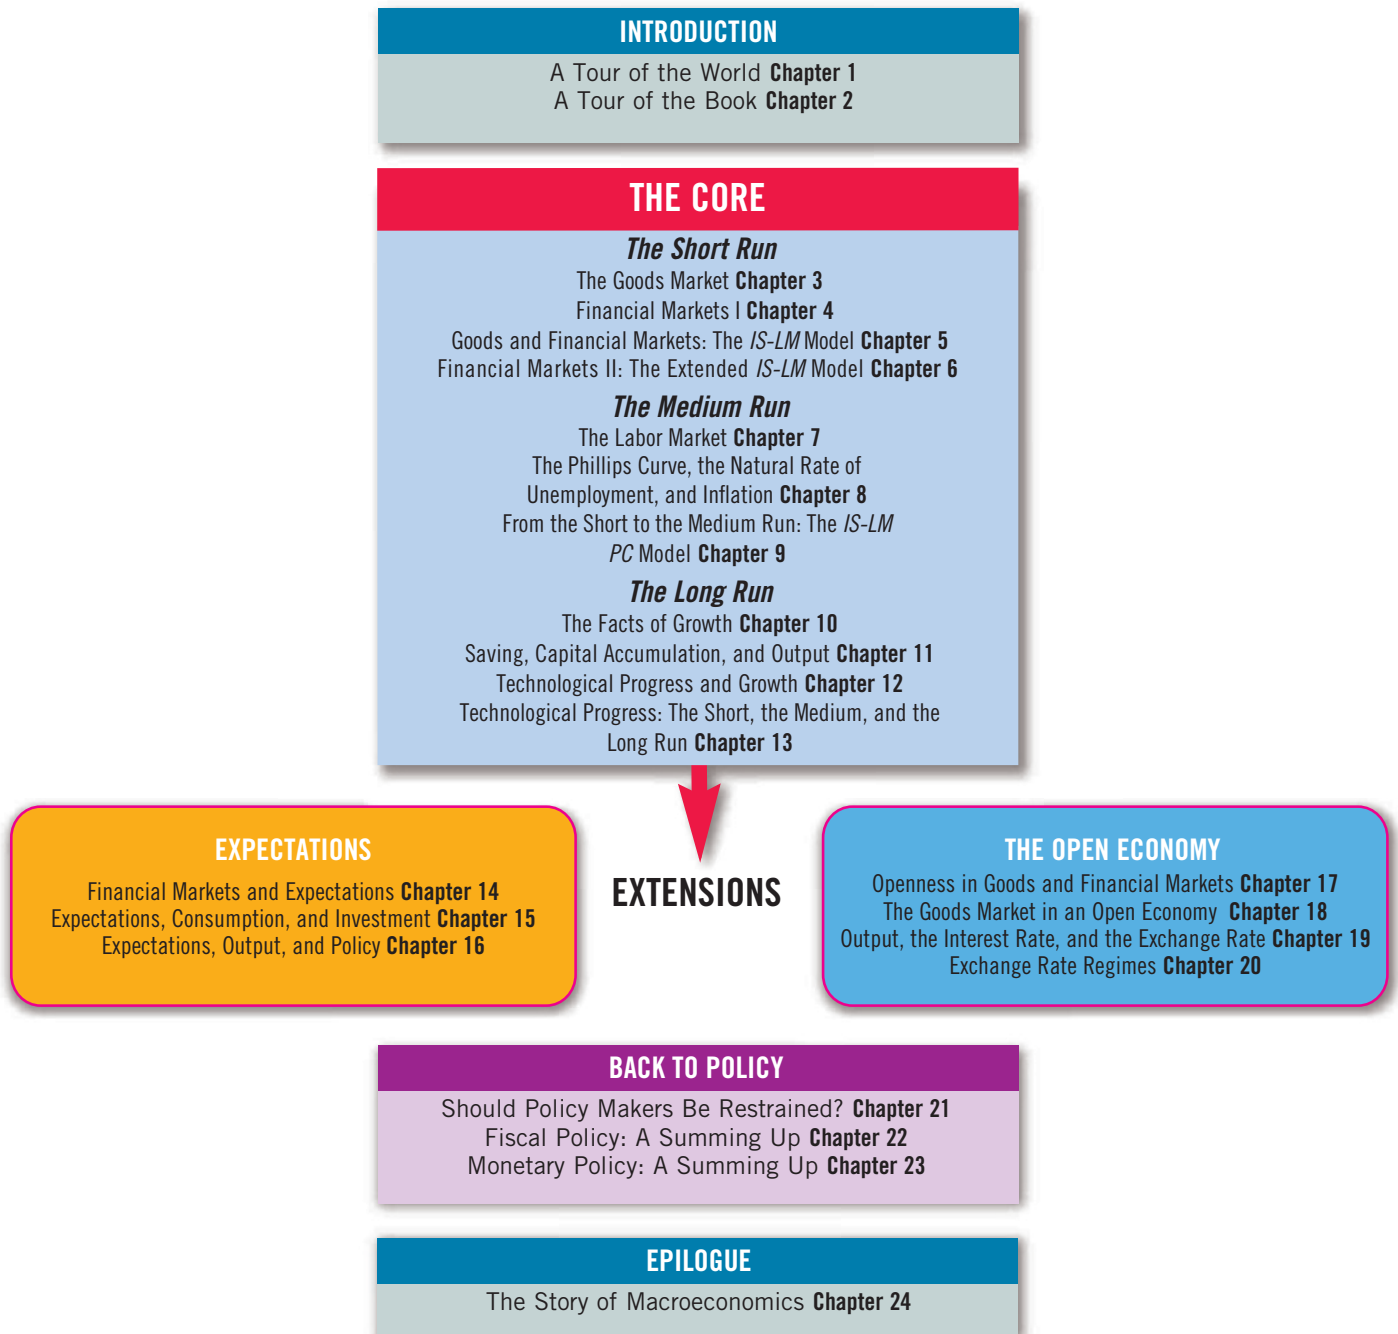 INTRODUCTION
A Tour of the World Chapter 1
A Tour of the Book Chapter 2
THE CORE
The Short Run
The Goods Market Chapter 3
Financial Markets I Chapter 4
Goods and Financial Markets: The IS-LM Model Chapter 5
Financial Markets II: The Extended IS-LM Model Chapter 6
The Medium Run
The Labor Market Chapter 7
The Phillips Curve, the Natural Rate of
Unemployment, and Inflation Chapter 8
From the Short to the Medium Run: The IS-LM
PC Model Chapter 9
The Long Run
The Facts of Growth Chapter 10
Saving, Capital Accumulation, and Output Chapter 11
Technological Progress and Growth Chapter 12
Technological Progress: The Short, the Medium, and the
Long Run Chapter 13
EXTENSIONS
EXPECTATIONS
Financial Markets and Expectations Chapter 14
Expectations, Consumption, and Investment Chapter 15
Expectations, Output, and Policy Chapter 16
THE OPEN ECONOMY
Openness in Goods and Financial Markets Chapter 17
The Goods Market in an Open Economy Chapter 18
Output, the Interest Rate, and the Exchange Rate Chapter 19
Exchange Rate Regimes Chapter 20
BACK TO POLICY
Should Policy Makers Be Restrained? Chapter 21
Fiscal Policy: A Summing Up Chapter 22
Monetary Policy: A Summing Up Chapter 23
EPILOGUE
The Story of Macroeconomics Chapter 24